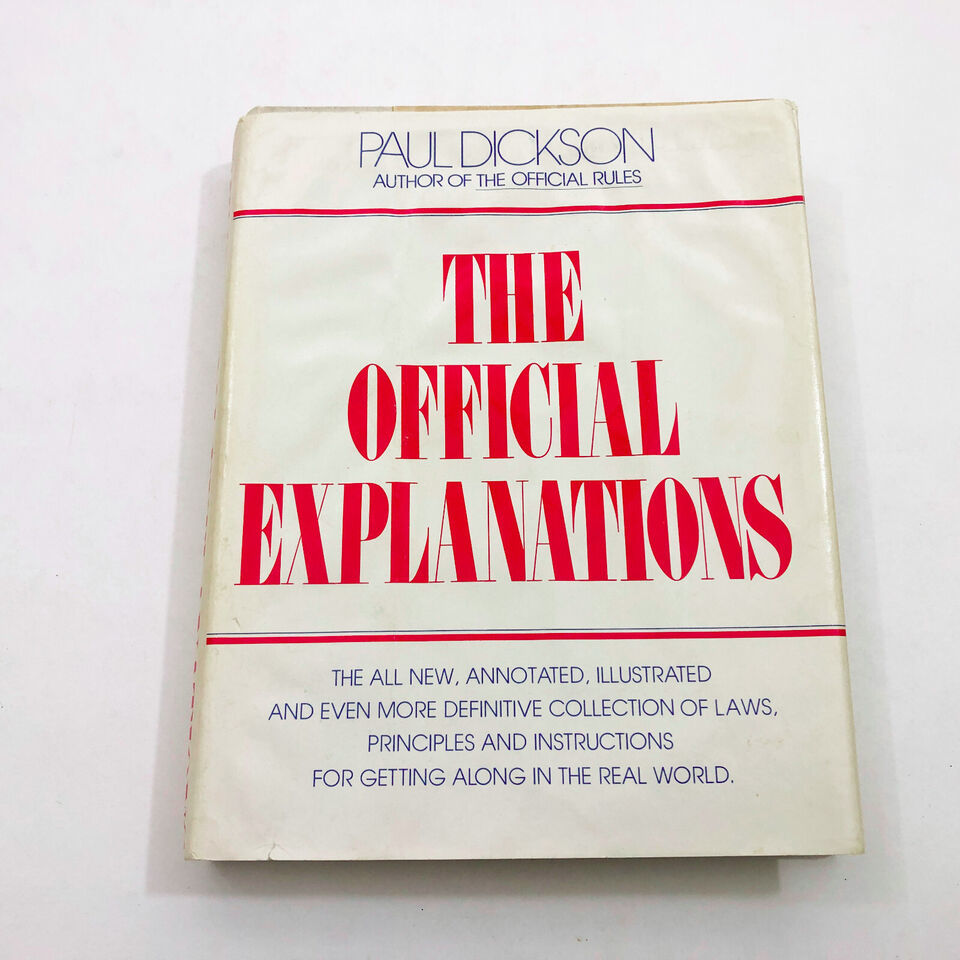 PAUL DICKSON
AUTHOR OF THE OFFICIAL RULES
THE
OFFICIAL
EXPLANATIONS
THE ALL NEW, ANNOTATED, ILLUSTRATED
AND EVEN MORE DEFINITIVE COLLECTION OF LAWS,
PRINCIPLES AND INSTRUCTIONS
FOR GETTING ALONG IN THE REAL WORLD.